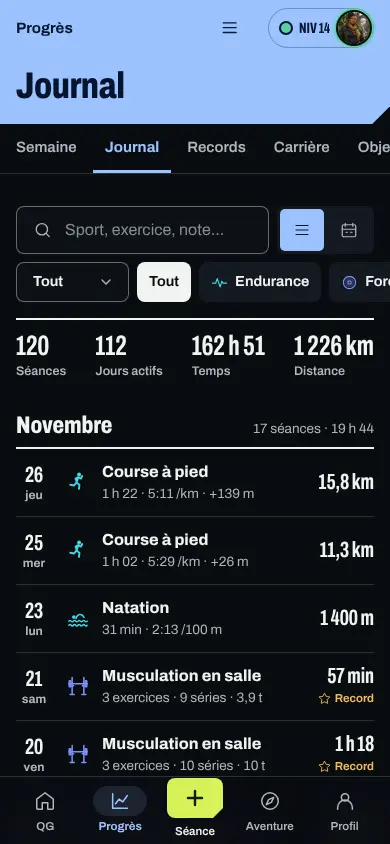 Progrès
NIV 14
Journal
Semaine Journal Records Carrière Obje
Sport, exercice, note...
Tout Tout Endurance Forc
120 112 162 h 51 1 226 km
Séances Jours actifs Temps Distance
Novembre 17 séances · 19 h 44
26 Course à pied 15,8 km
jeu 1 h 22 · 5:11 /km · +139 m
25 Course à pied 11,3 km
mer 1 h 02 · 5:29 /km · +26 m
23 Natation 1 400 m
lun 31 min · 2:13 /100 m
21 Musculation en salle 57 min
sam 3 exercices · 9 séries · 3,9 t Record
20 Musculation en salle 1 h 18
ven 3 exercices · 10 séries · 10 t Record
QG Progrès Séance Aventure Profil